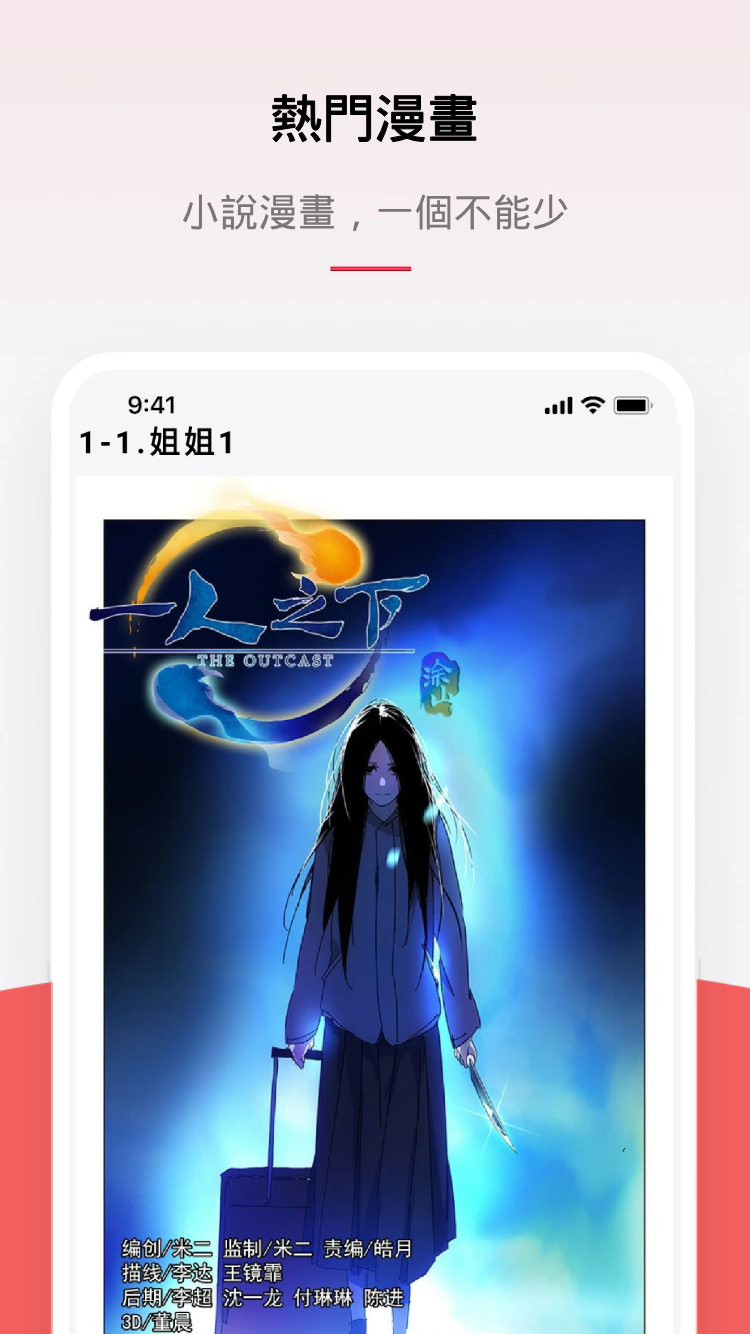 熱門漫畫
小說漫畫，一個不能少
9:41
1-1.姐姐1
一人之下
THE OUTCAST
涂山
编创/米二 监制/米二 责编/皓月
描线/李达 王镜霏
后期/李超 沈一龙 付琳琳 陈进
3D/董晨